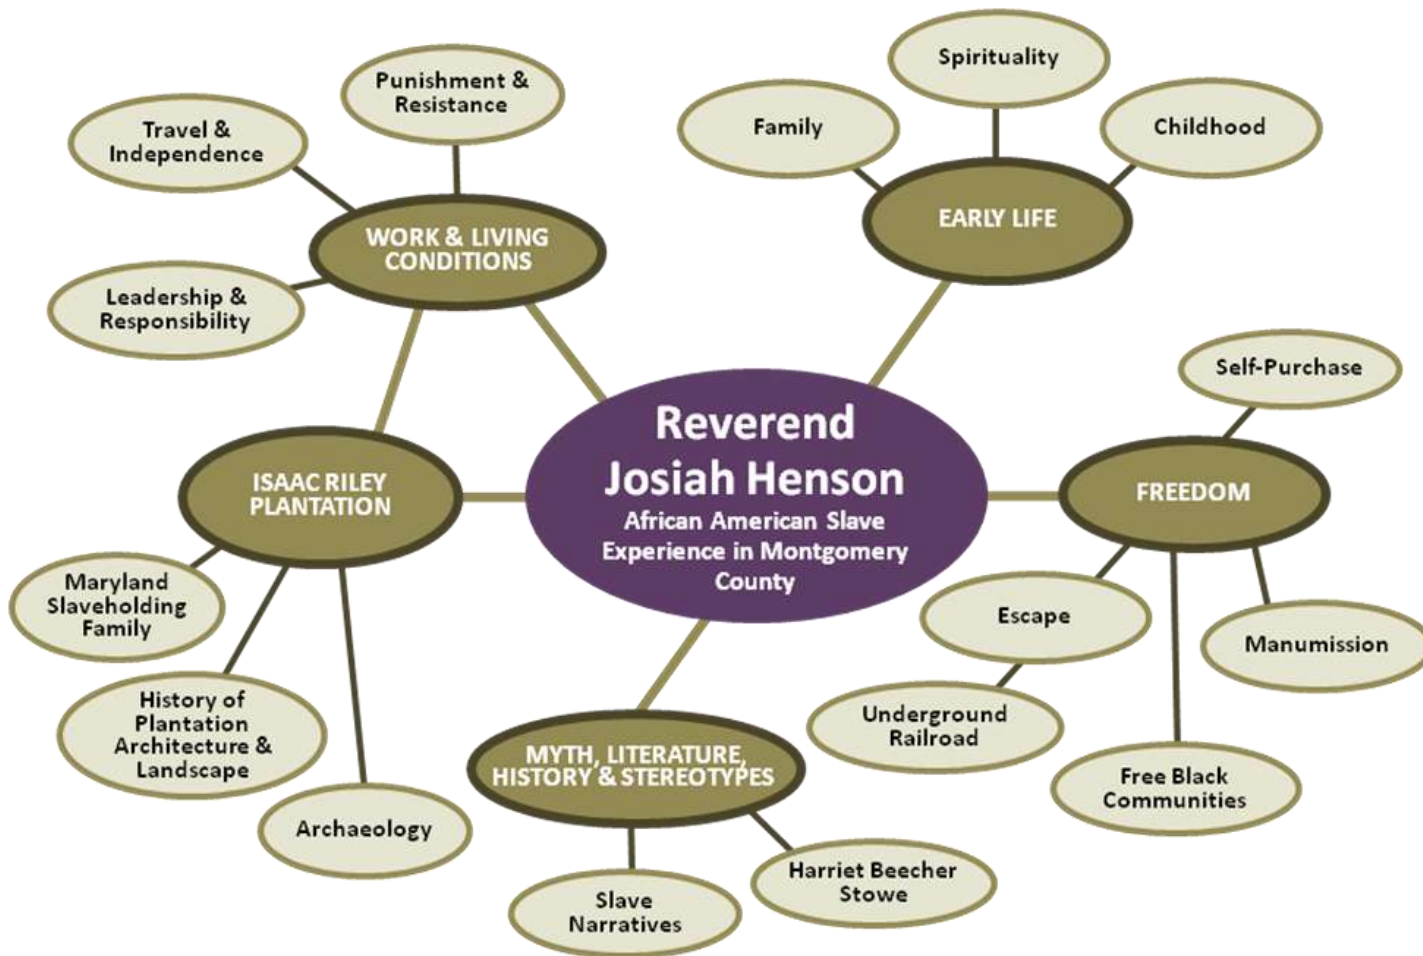 Spirituality
Punishment &
Resistance
Family
Childhood
Travel &
Independence
EARLY LIFE
WORK & LIVING
CONDITIONS
Leadership &
Responsibility
Self-Purchase
Reverend
Josiah Henson
African American Slave
Experience in Montgomery
County
ISAAC RILEY
PLANTATION
FREEDOM
Maryland
Slaveholding
Family
Escape
Manumission
History of
Plantation
Architecture &
Landscape
Underground
Railroad
MYTH, LITERATURE,
HISTORY & STEREOTYPES
Free Black
Communities
Archaeology
Harriet Beecher
Stowe
Slave
Narratives